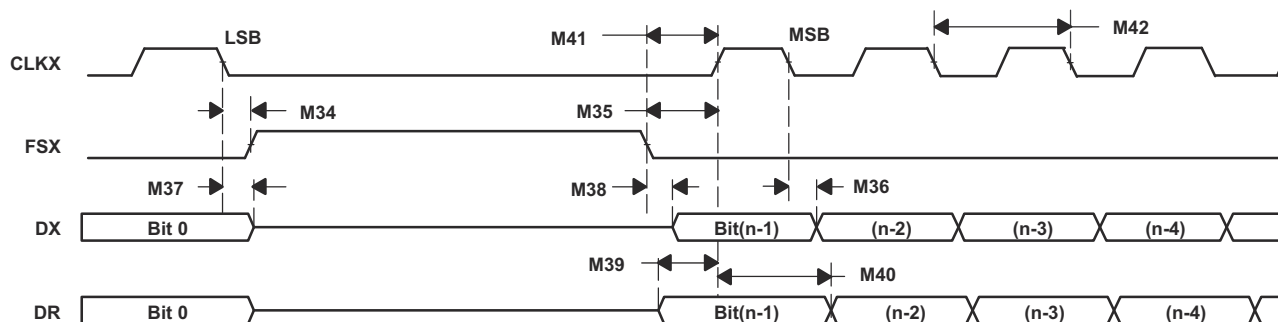 LSB
M41
MSB
M42
CLKX
M34
M35
FSX
M37
M38
M36
DX
Bit 0
Bit(n-1)
(n-2)
(n-3)
(n-4)
M39
M40
DR
Bit 0
Bit(n-1)
(n-2)
(n-3)
(n-4)